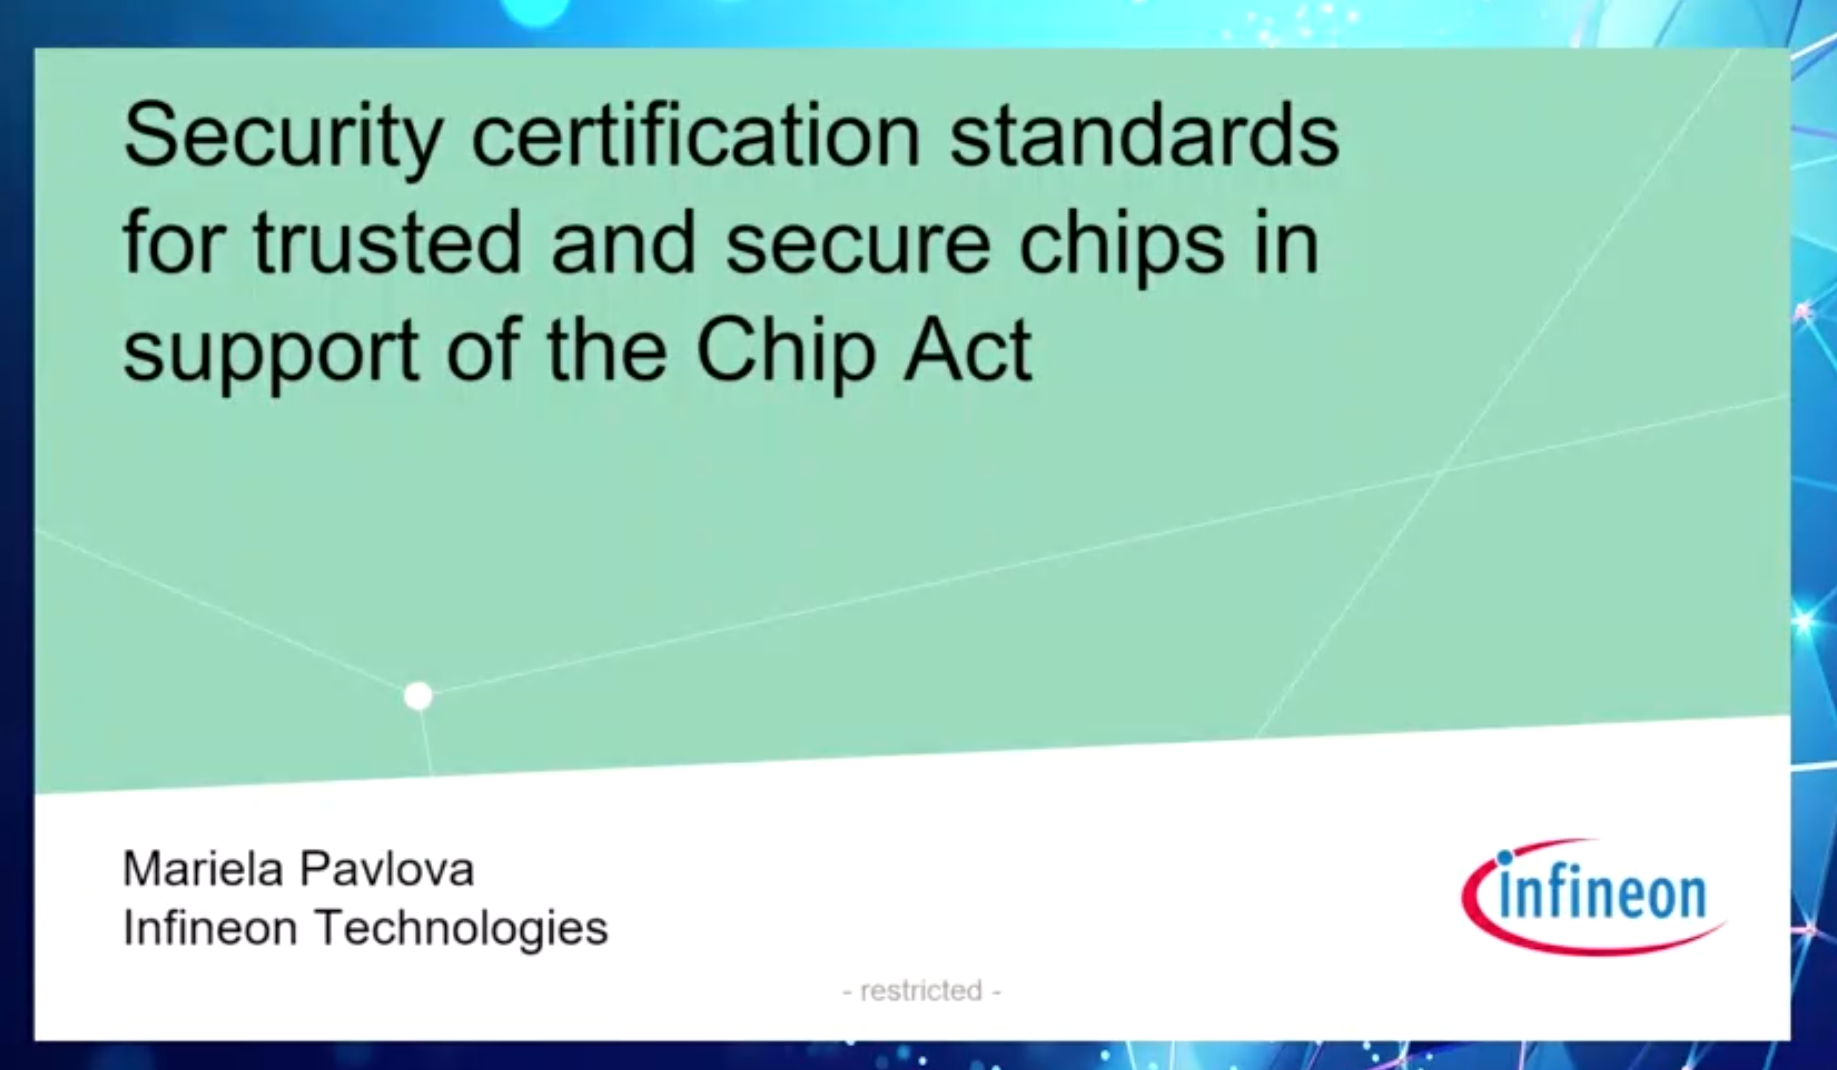 Security certification standards
for trusted and secure chips in
support of the Chip Act
Mariela Pavlova
Infineon Technologies
infineon
- restricted -